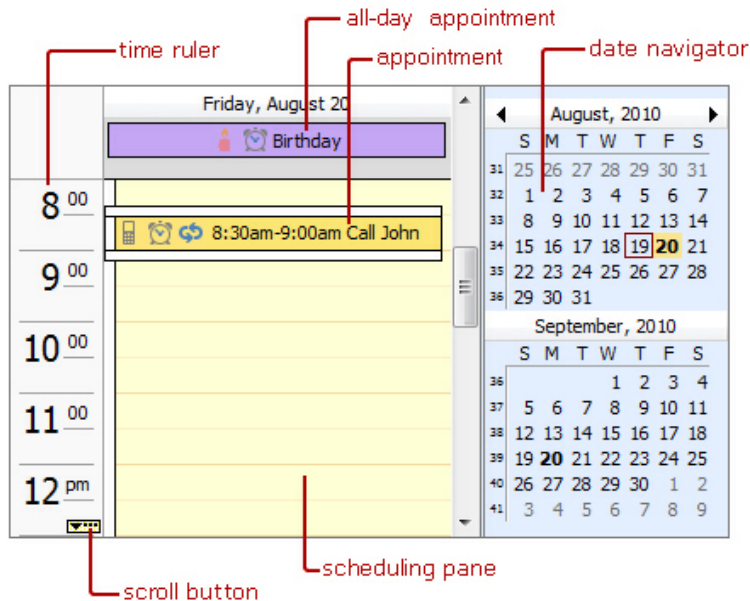 all-day appointment
time ruler
appointment
date navigator
Friday, August 20
Birthday
8 00
8:30am-9:00am Call John
9 00
10 00
11 00
12 pm
August, 2010
S M T W T F S
31 25 26 27 28 29 30 31
32 1 2 3 4 5 6 7
33 8 9 10 11 12 13 14
34 15 16 17 18 19 20 21
35 22 23 24 25 26 27 28
36 29 30 31
September, 2010
S M T W T F S
36 1 2 3 4
37 5 6 7 8 9 10 11
38 12 13 14 15 16 17 18
39 19 20 21 22 23 24 25
40 26 27 28 29 30 1 2
41 3 4 5 6 7 8 9
scheduling pane
scroll button